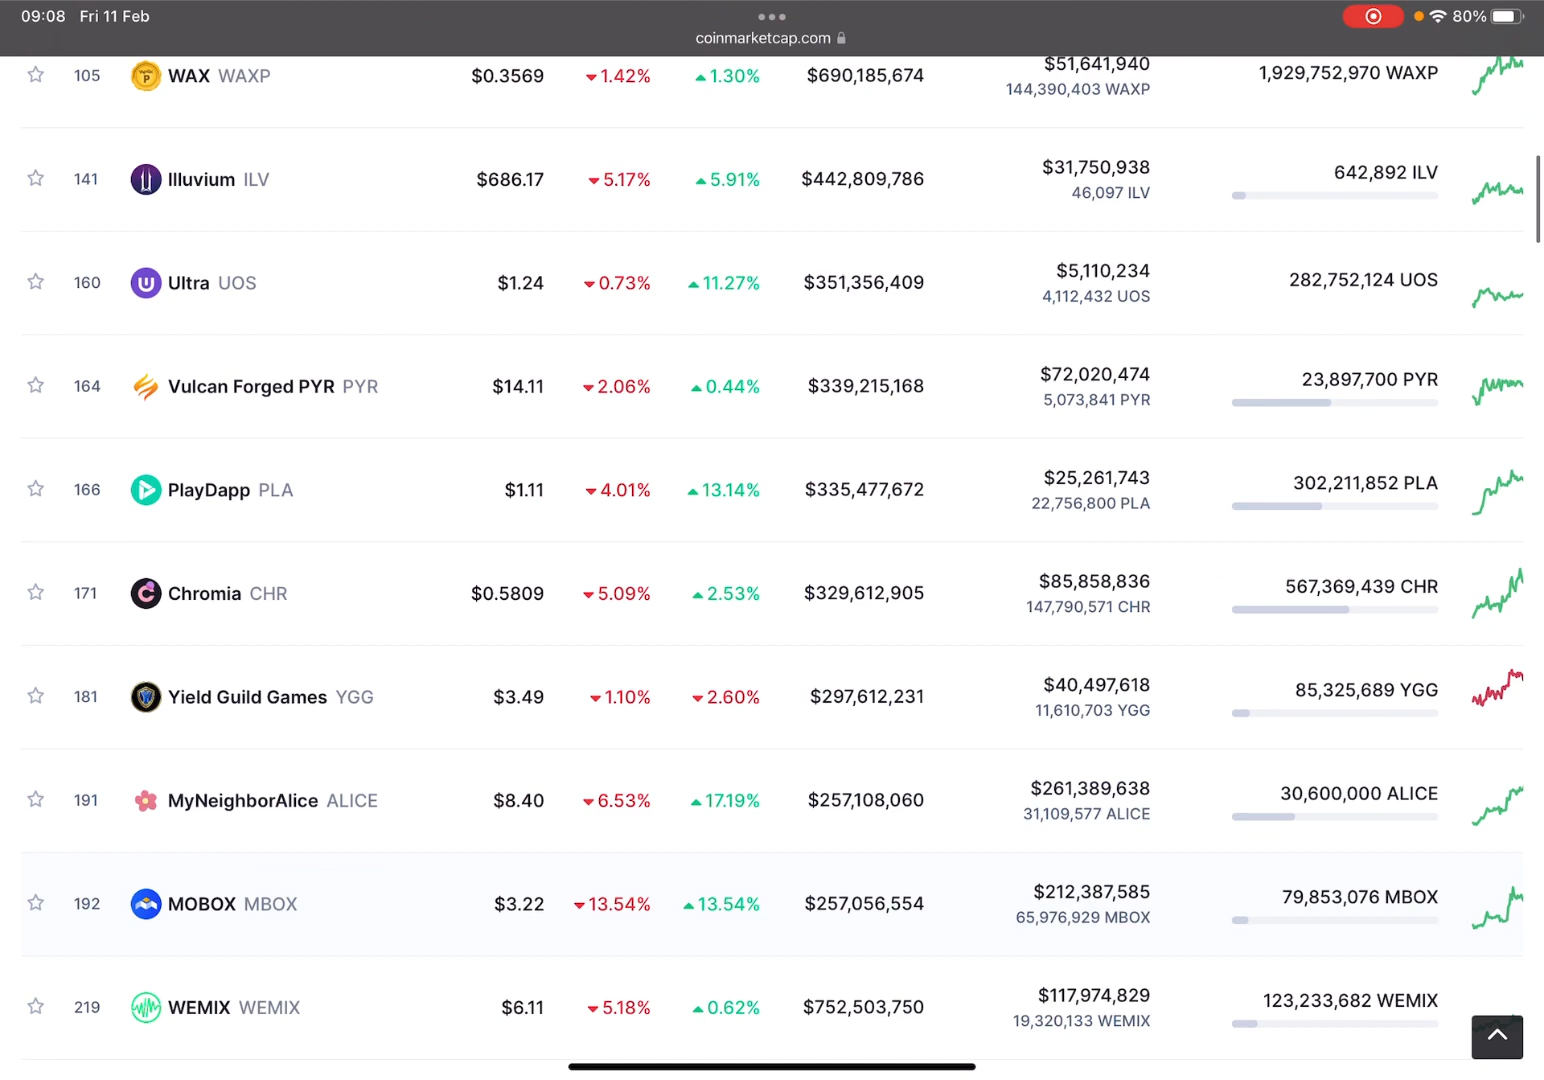 09:08 Fri 11 Feb
80%
coinmarketcap.com
105 WAX WAXP $0.3569 1.42% 1.30% $690,185,674 $51,641,940 1,929,752,970 WAXP
144,390,403 WAXP
141 Illuvium ILV $686.17 5.17% 5.91% $442,809,786 $31,750,938 642,892 ILV
46,097 ILV
160 Ultra UOS $1.24 0.73% 11.27% $351,356,409 $5,110,234 282,752,124 UOS
4,112,432 UOS
164 Vulcan Forged PYR PYR $14.11 2.06% 0.44% $339,215,168 $72,020,474 23,897,700 PYR
5,073,841 PYR
166 PlayDapp PLA $1.11 4.01% 13.14% $335,477,672 $25,261,743 302,211,852 PLA
22,756,800 PLA
171 Chromia CHR $0.5809 5.09% 2.53% $329,612,905 $85,858,836 567,369,439 CHR
147,790,571 CHR
181 Yield Guild Games YGG $3.49 1.10% 2.60% $297,612,231 $40,497,618 85,325,689 YGG
11,610,703 YGG
191 MyNeighborAlice ALICE $8.40 6.53% 17.19% $257,108,060 $261,389,638 30,600,000 ALICE
31,109,577 ALICE
192 MOBOX MBOX $3.22 13.54% 13.54% $257,056,554 $212,387,585 79,853,076 MBOX
65,976,929 MBOX
219 WEMIX WEMIX $6.11 5.18% 0.62% $752,503,750 $117,974,829 123,233,682 WEMIX
19,320,133 WEMIX